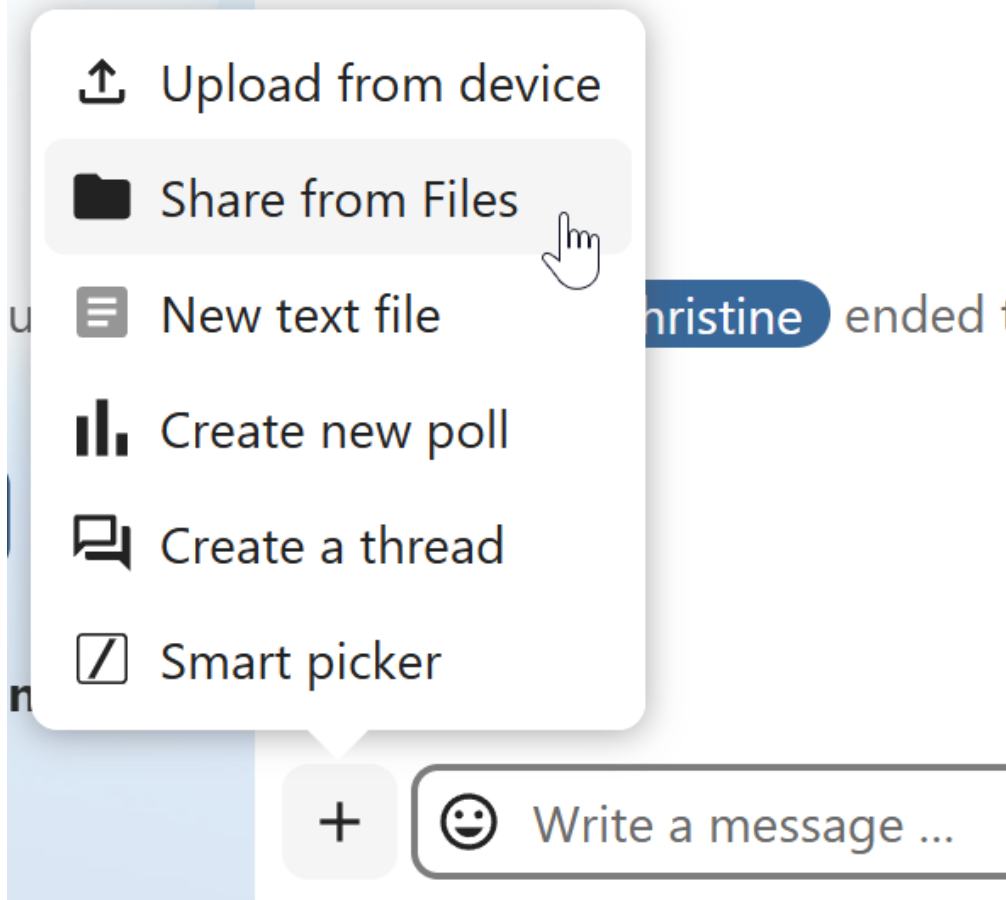 Upload from device
Share from Files
New text file
hristine ended
Create new poll
Create a thread
Smart picker
Write a message ...